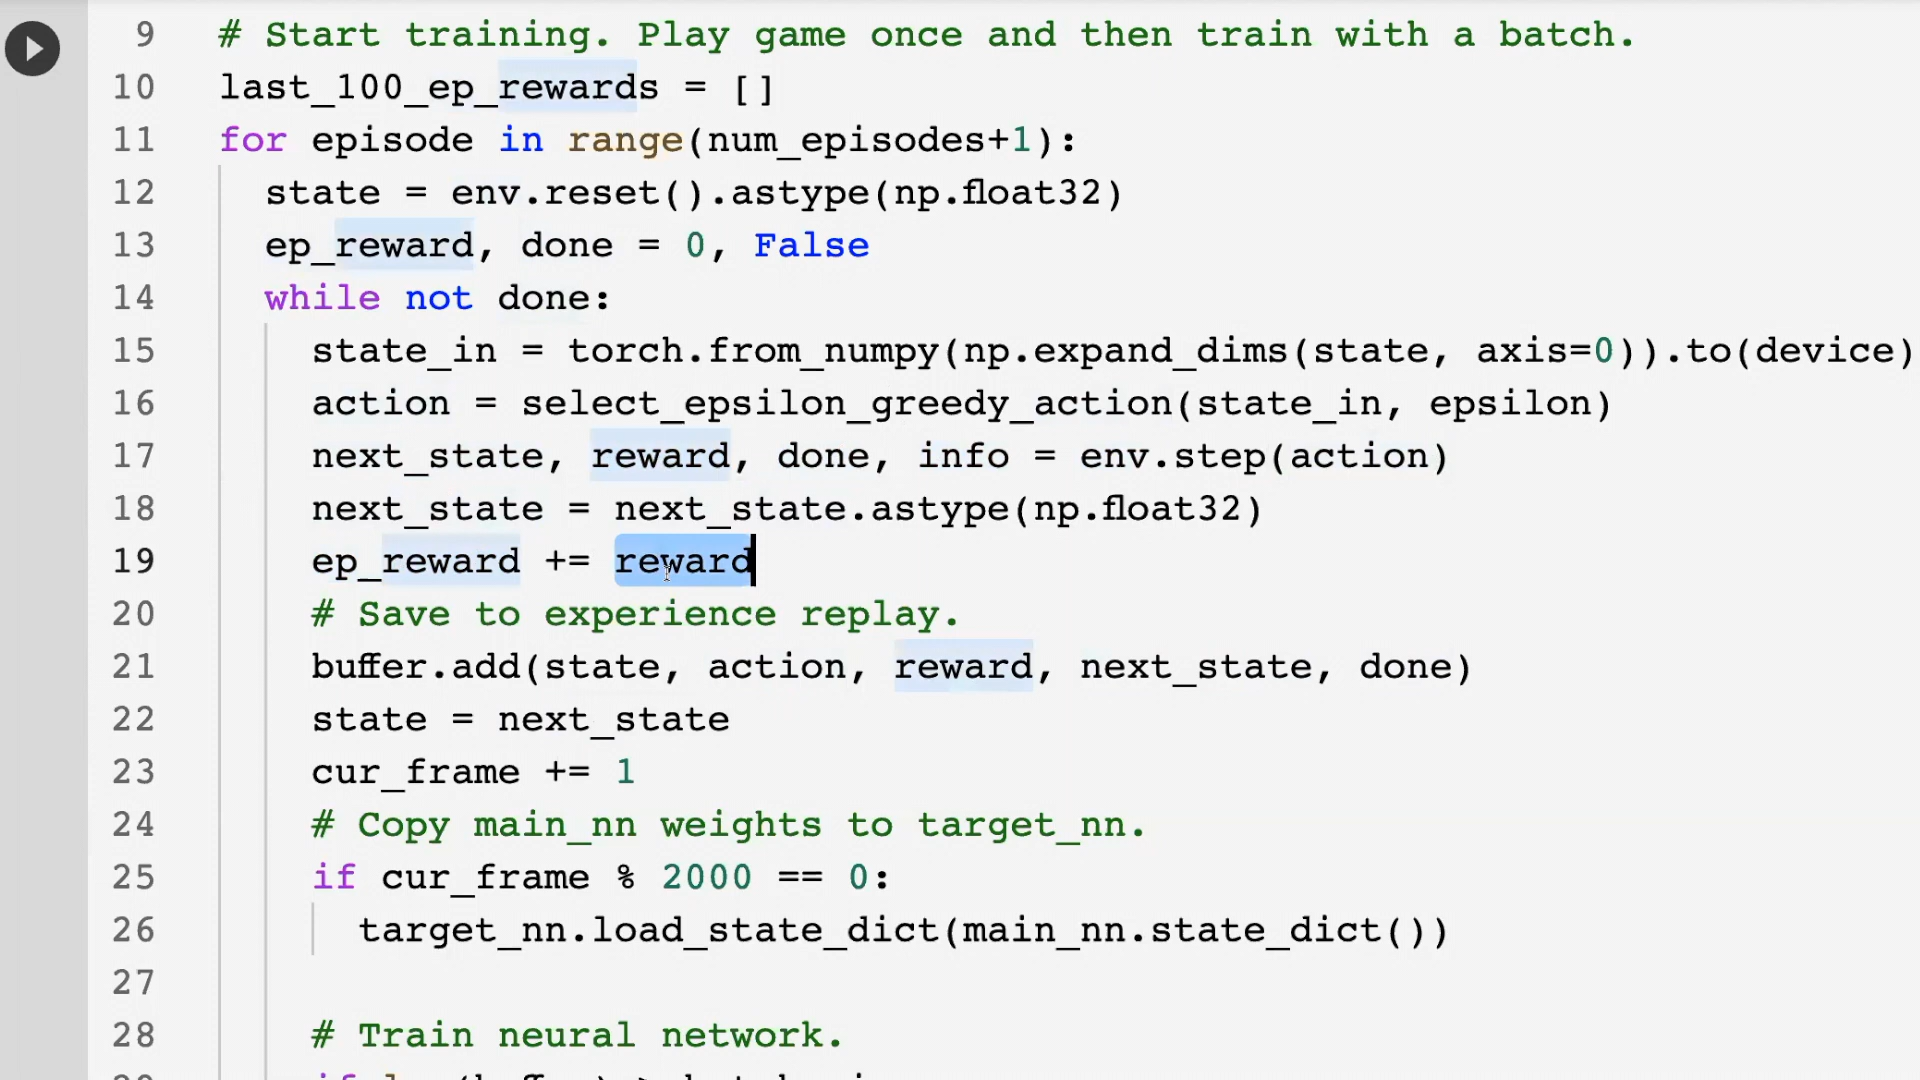 9 # Start training. Play game once and then train with a batch.
10 last_100_ep_rewards = []
11 for episode in range(num_episodes+1):
12 state = env.reset().astype(np.float32)
13 ep_reward, done = 0, False
14 while not done:
15 state_in = torch.from_numpy(np.expand_dims(state, axis=0)).to(device)
16 action = select_epsilon_greedy_action(state_in, epsilon)
17 next_state, reward, done, info = env.step(action)
18 next_state = next_state.astype(np.float32)
19 ep_reward += reward
20 # Save to experience replay.
21 buffer.add(state, action, reward, next_state, done)
22 state = next_state
23 cur_frame += 1
24 # Copy main_nn weights to target_nn.
25 if cur_frame % 2000 == 0:
26 target_nn.load_state_dict(main_nn.state_dict())
27
28 # Train neural network.